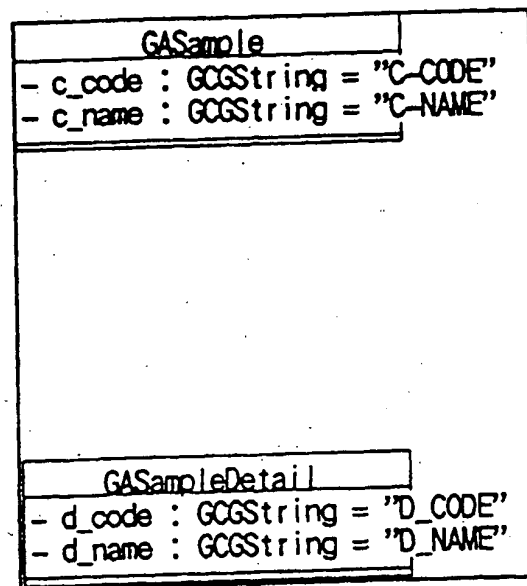 GASample
- c_code : GCGString = "C-CODE"
- c_name : GCGString = "C-NAME"
GASampleDetail
- d_code : GCGString = "D_CODE"
- d_name : GCGString = "D_NAME"